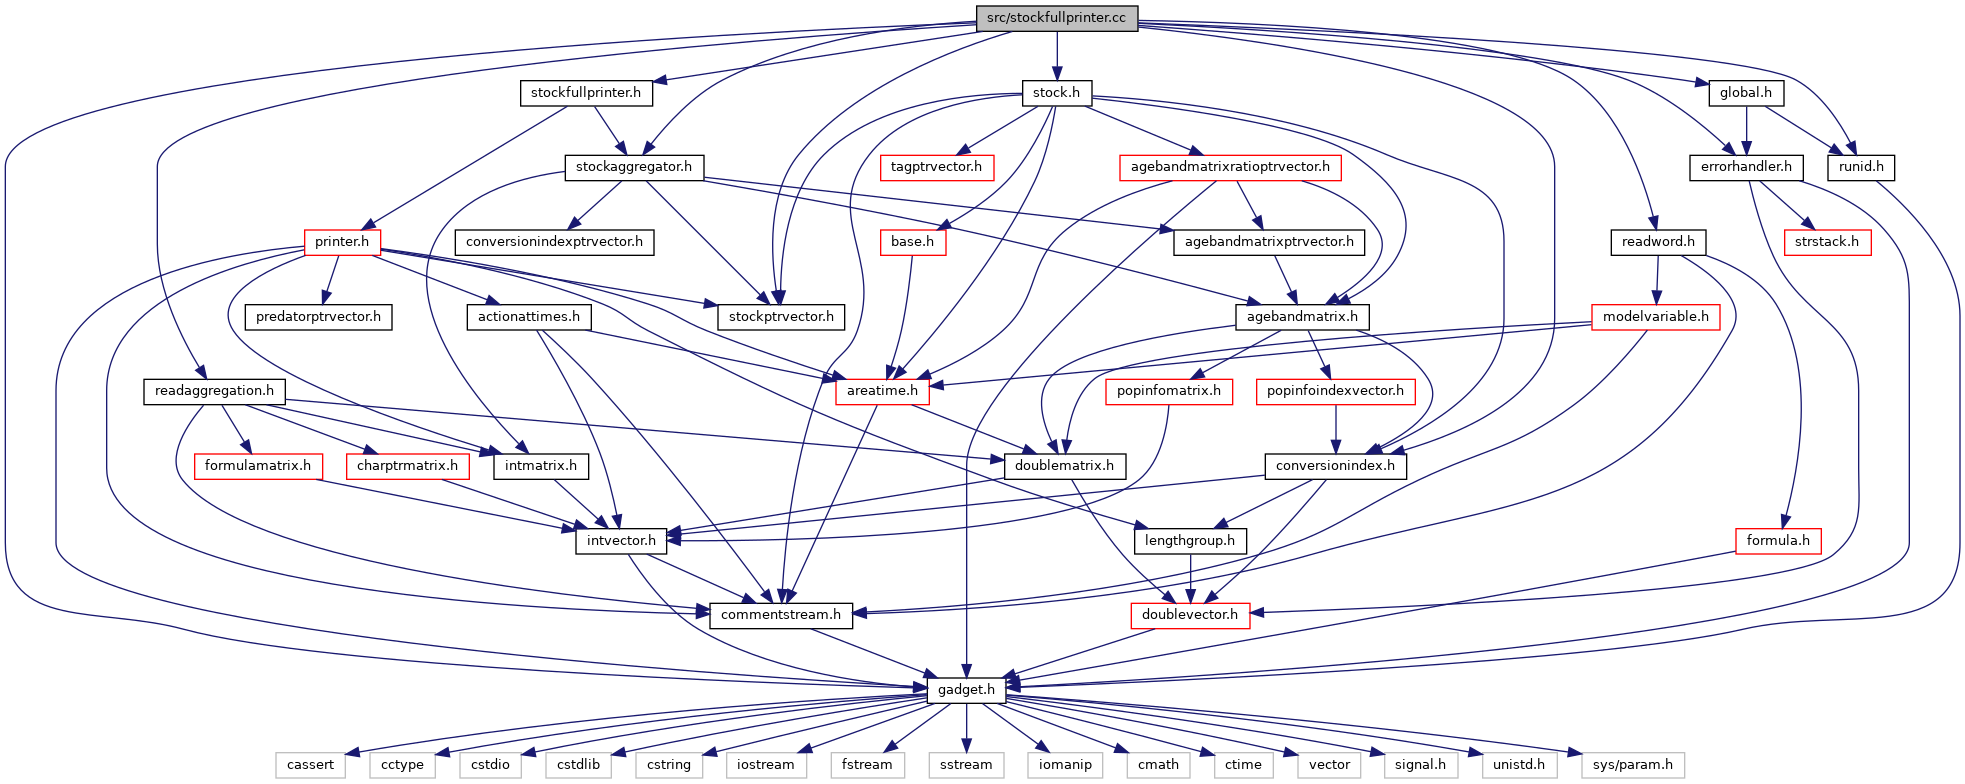 src/stockfullprinter.cc
stockfullprinter.h
stock.h
global.h
stockaggregator.h
tagptrvector.h
agebandmatrixratioptrvector.h
errorhandler.h
runid.h
printer.h
conversionindexptrvector.h
base.h
agebandmatrixptrvector.h
readword.h
strstack.h
predatorptrvector.h
actionattimes.h
stockptrvector.h
agebandmatrix.h
modelvariable.h
readaggregation.h
areatime.h
popinfomatrix.h
popinfoindexvector.h
formulamatrix.h
charptrmatrix.h
intmatrix.h
doublematrix.h
conversionindex.h
intvector.h
lengthgroup.h
formula.h
commentstream.h
doublevector.h
gadget.h
cassert
cctype
cstdio
cstdlib
cstring
iostream
fstream
sstream
iomanip
cmath
ctime
vector
signal.h
unistd.h
sys/param.h